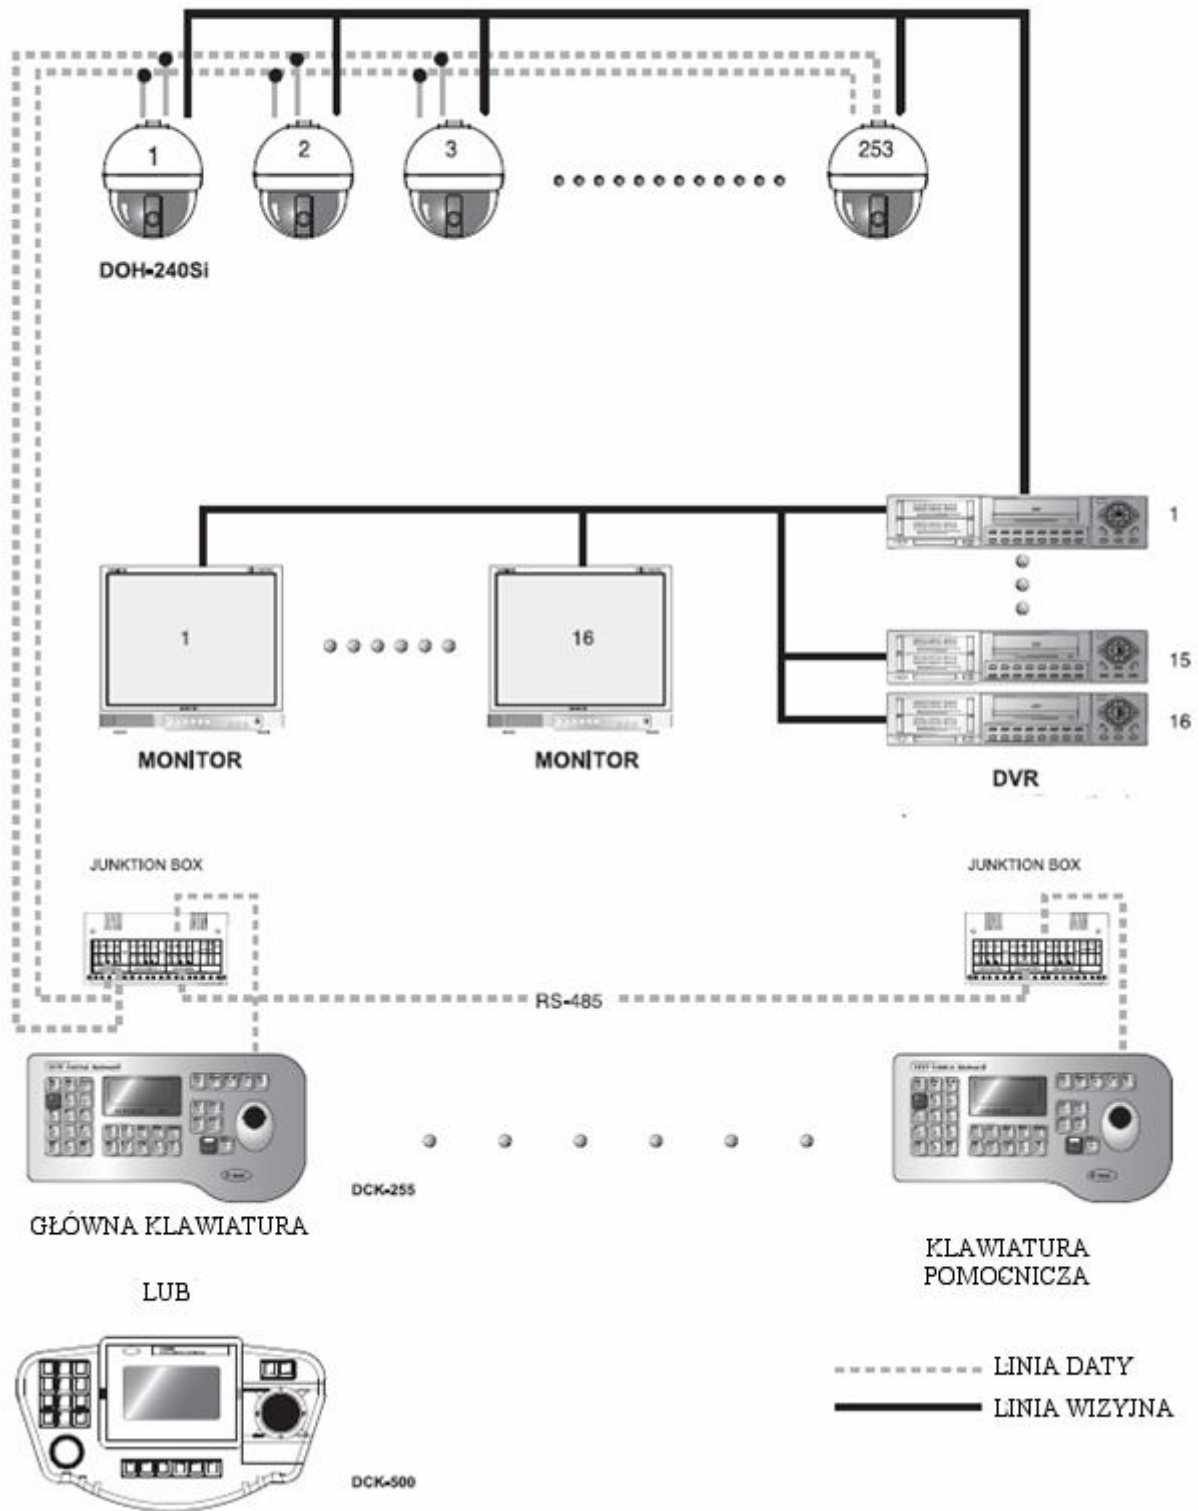 1
2
3
253
DOH-240Si
1
1
16
15
16
MONITOR
MONITOR
DVR
JUNKTION BOX
JUNKTION BOX
RS-485
DCK-255
GŁÓWNA KLAWIATURA
KLAWIATURA
POMOCNICZA
LUB
LINIA DATY
LINIA WIZYJNA
DCK-500